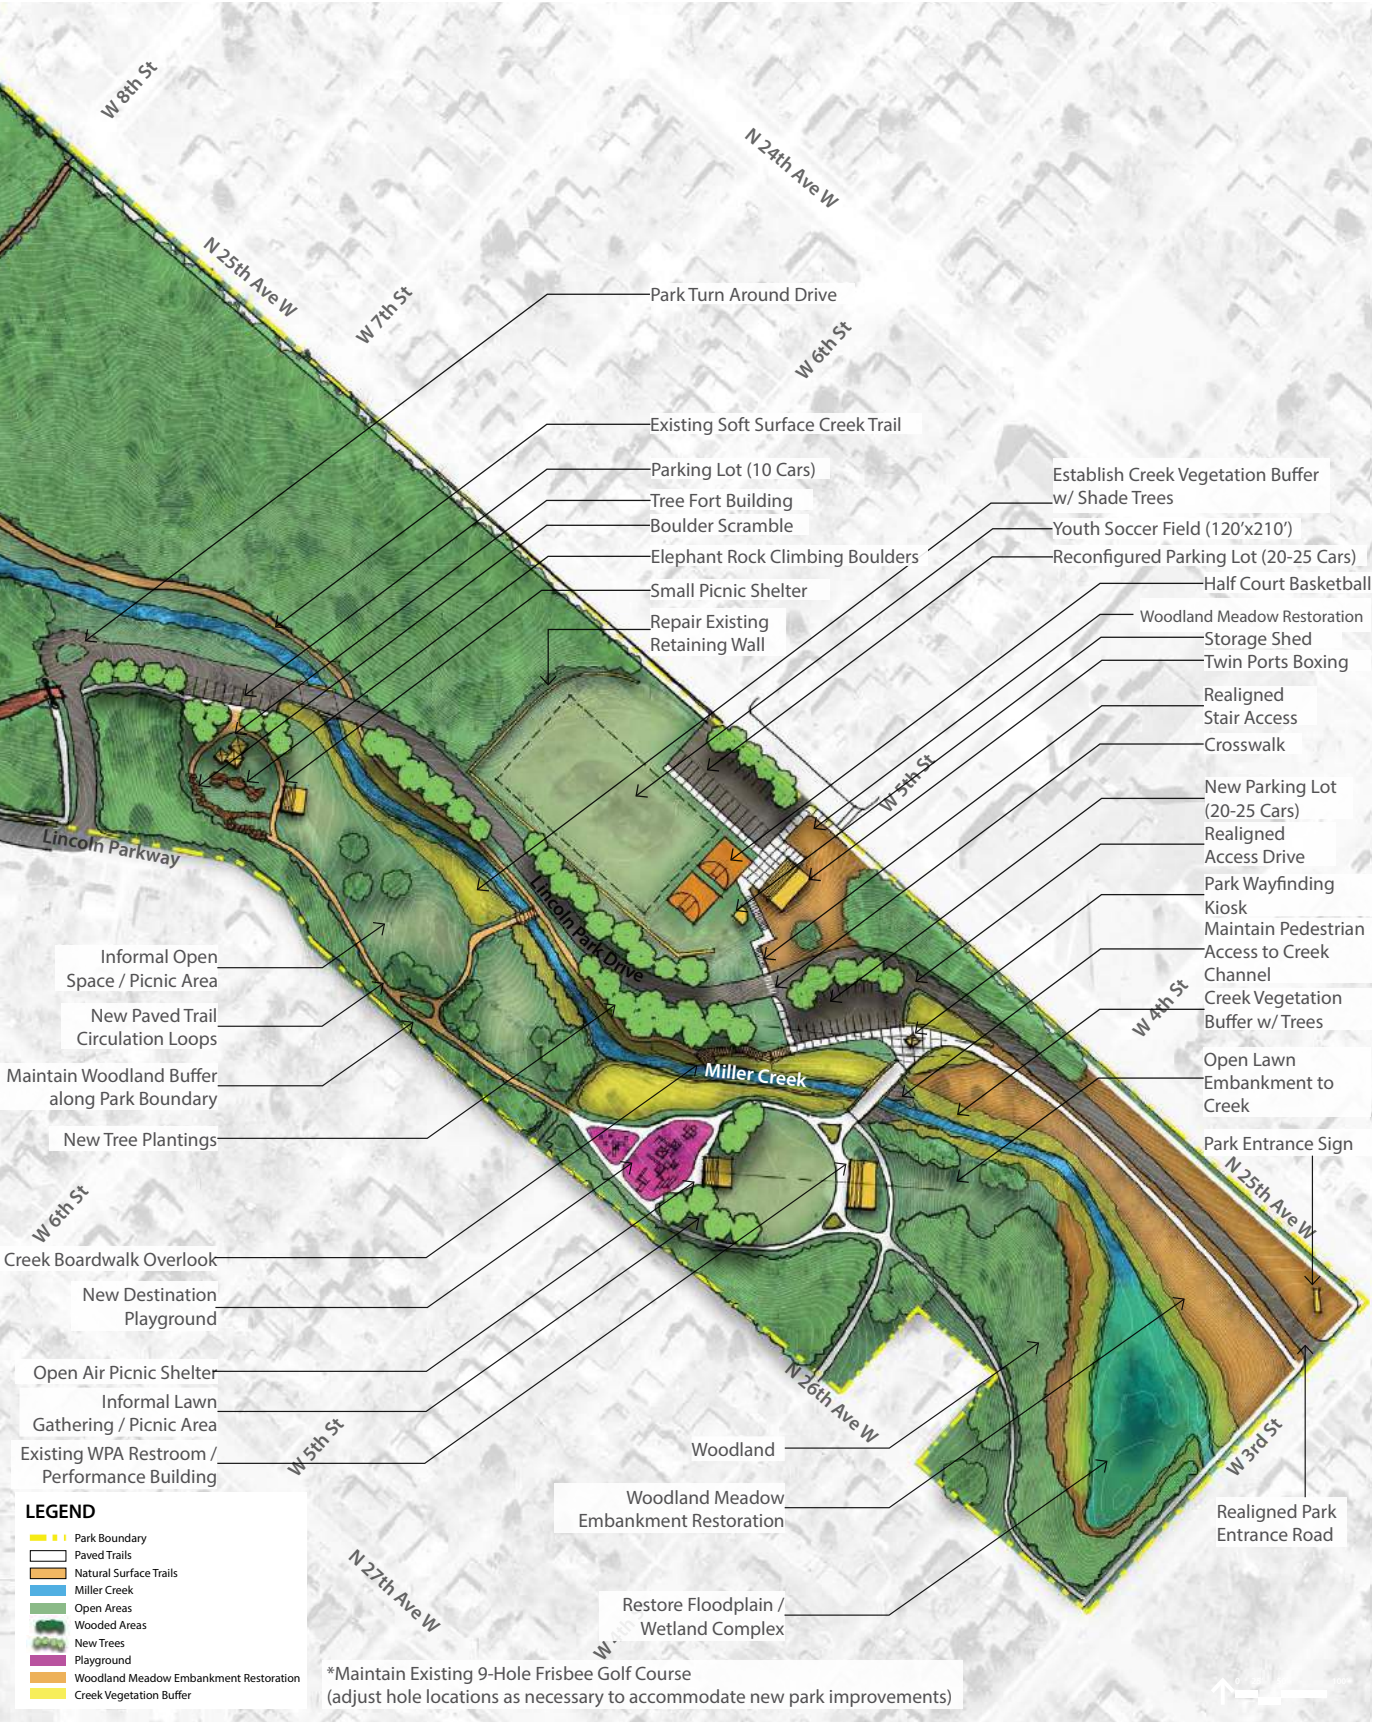 W 8th St
N 24th Ave W
N 25th Ave W
W 7th St
W 6th St
Park Turn Around Drive
Existing Soft Surface Creek Trail
Parking Lot (10 Cars)
Tree Fort Building
Boulder Scramble
Elephant Rock Climbing Boulders
Small Picnic Shelter
Repair Existing
Retaining Wall
Establish Creek Vegetation Buffer
w/ Shade Trees
Youth Soccer Field (120'x210')
Reconfigured Parking Lot (20-25 Cars)
Half Court Basketball
Woodland Meadow Restoration
Storage Shed
Twin Ports Boxing
Realigned
Stair Access
Crosswalk
W 5th St
New Parking Lot
(20-25 Cars)
Realigned
Access Drive
Park Wayfinding
Kiosk
Maintain Pedestrian
Access to Creek
Channel
W 4th St
Creek Vegetation
Buffer w/ Trees
Open Lawn
Embankment to
Creek
Park Entrance Sign
N 25th Ave W
Lincoln Parkway
Lincoln Park Drive
Miller Creek
Informal Open
Space / Picnic Area
New Paved Trail
Circulation Loops
Maintain Woodland Buffer
along Park Boundary
New Tree Plantings
W 6th St
Creek Boardwalk Overlook
New Destination
Playground
Open Air Picnic Shelter
Informal Lawn
Gathering / Picnic Area
W 5th St
Existing WPA Restroom /
Performance Building
N 26th Ave W
W 3rd St
Woodland
Woodland Meadow
Embankment Restoration
Realigned Park
Entrance Road
Restore Floodplain /
Wetland Complex
N 27th Ave W
LEGEND
Park Boundary
Paved Trails
Natural Surface Trails
Miller Creek
Open Areas
Wooded Areas
New Trees
Playground
Woodland Meadow Embankment Restoration
Creek Vegetation Buffer
*Maintain Existing 9-Hole Frisbee Golf Course
(adjust hole locations as necessary to accommodate new park improvements)